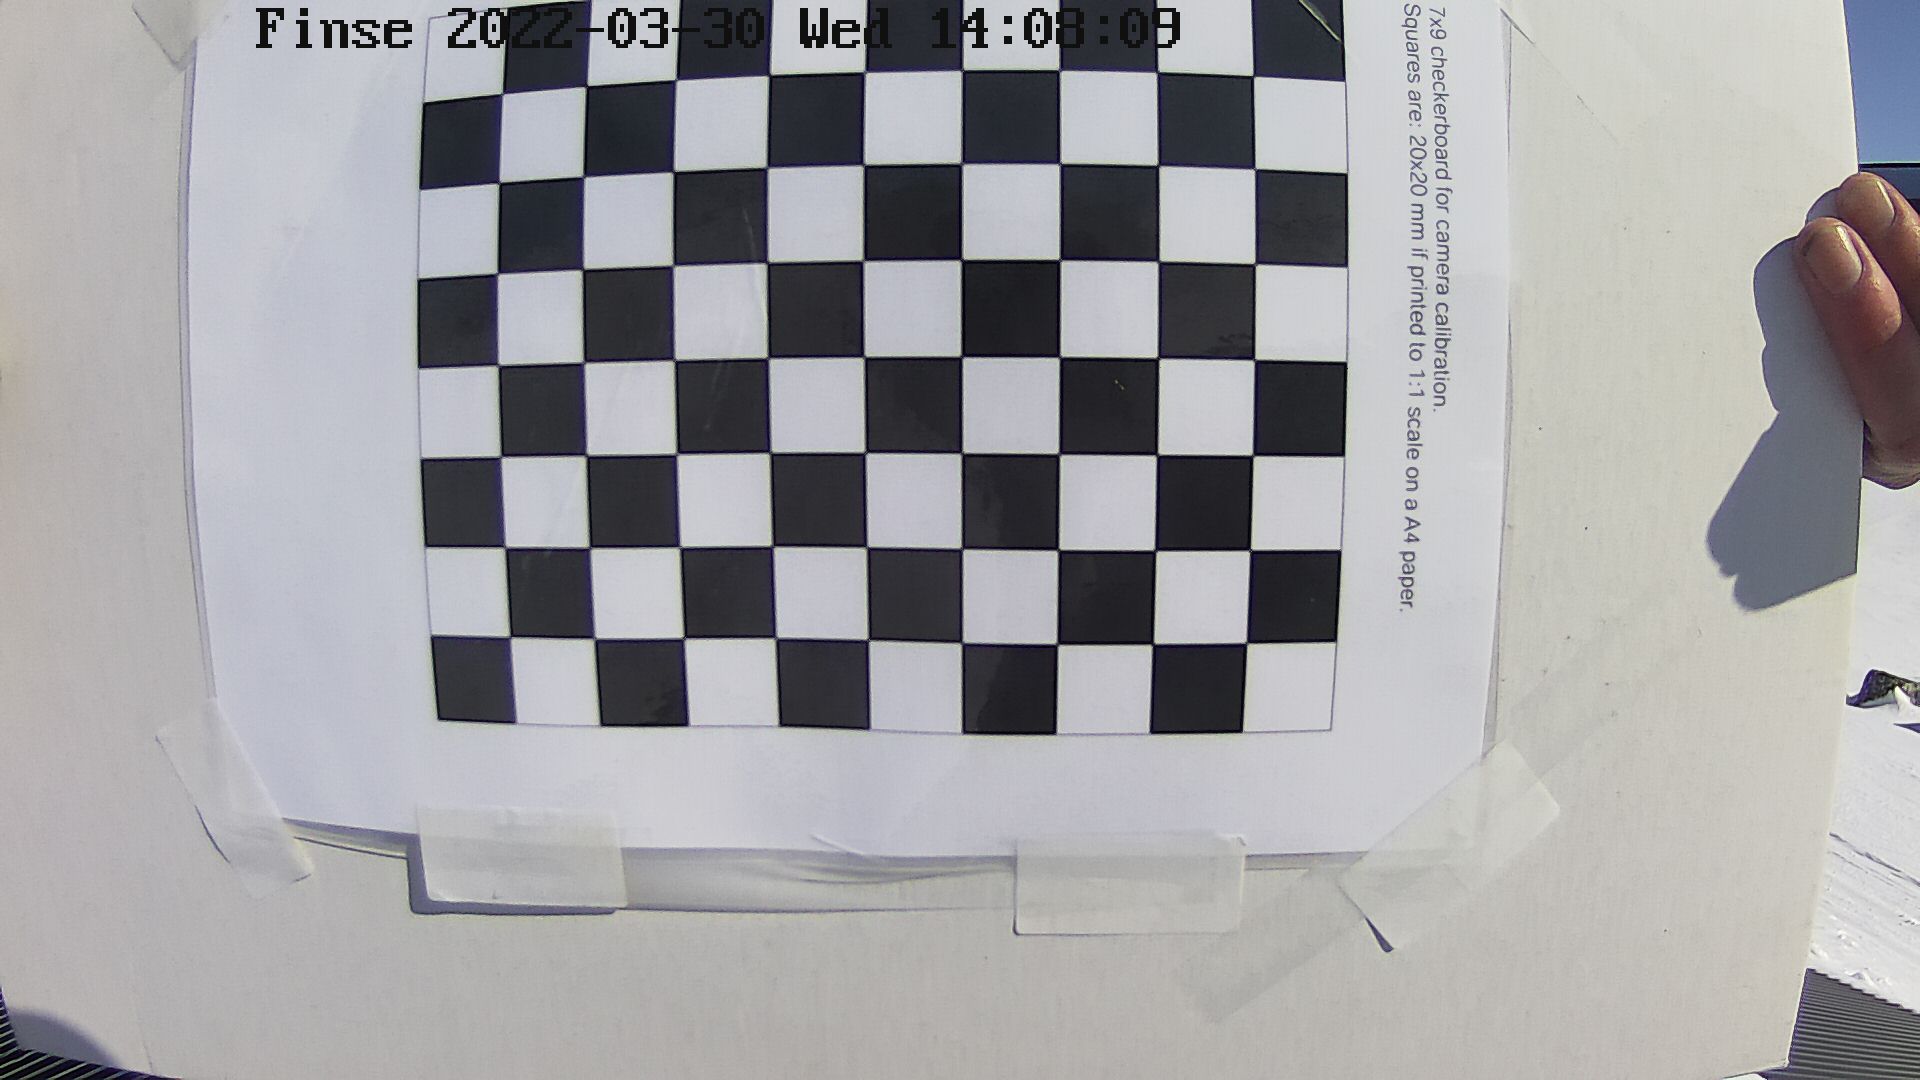 Finse 2022-03-30 Wed 14:08:09
7x9 checkerboard for camera calibration.
Squares are: 20x20 mm if printed to 1:1 scale on a A4 paper.